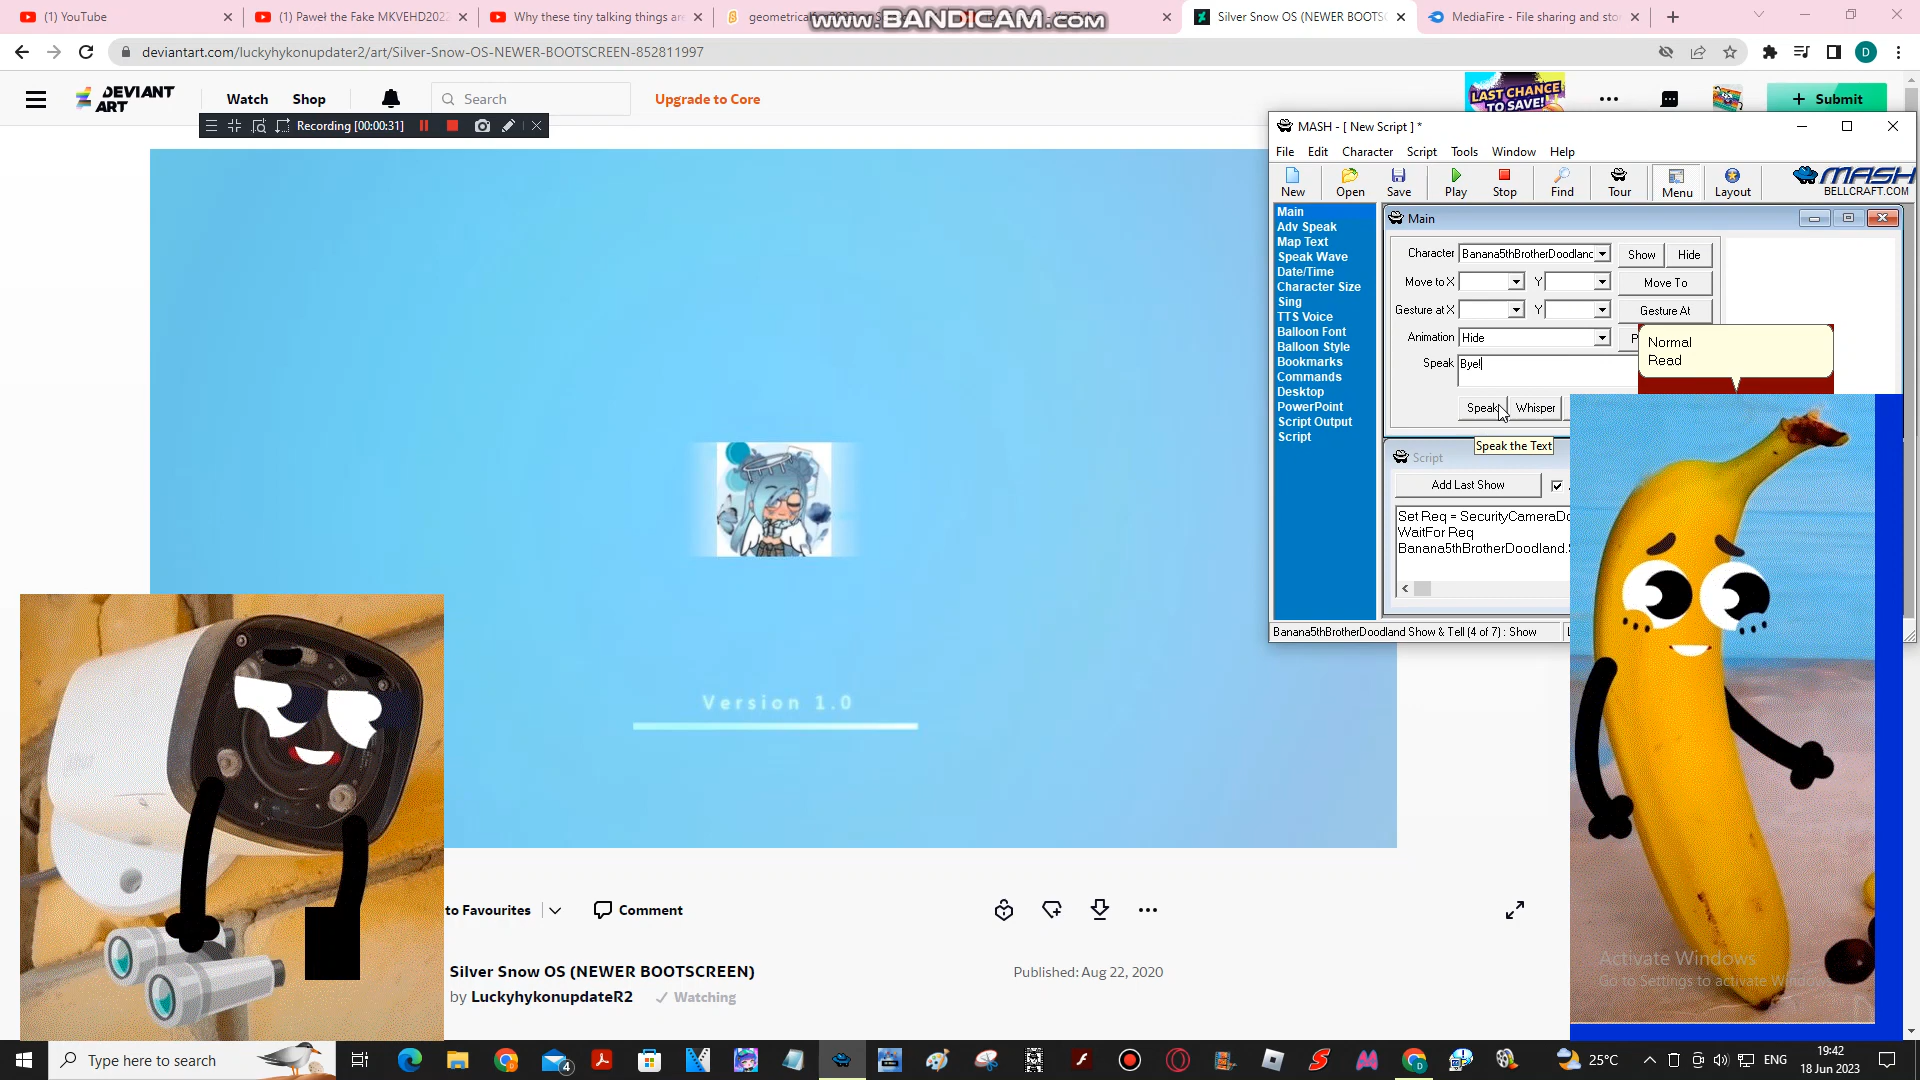 (1) YouTube
(1) Paweł the Fake MKVEHD2022
Why these tiny talking things are
www.BANDICAM.com
Silver Snow OS (NEWER BOOTSC
MediaFire - File sharing and sto
deviantart.com/luckyhykonupdater2/art/Silver-Snow-OS-NEWER-BOOTSCREEN-852811997
D
DEVIANT
ART
Watch
Shop
Search
Upgrade to Core
LAST CHANCE
TO SAVE!
Submit
Recording [00:00:31]
MASH - [ New Script ] *
File
Edit
Character
Script
Tools
Window
Help
New
Open
Save
Play
Stop
Find
Tour
Menu
Layout
MASH
BELLCRAFT.COM
Main
Adv Speak
Map Text
Speak Wave
Date/Time
Character Size
Sing
TTS Voice
Balloon Font
Balloon Style
Bookmarks
Commands
Desktop
PowerPoint
Script Output
Script
Main
Character
Banana5thBrotherDoodland
Show
Hide
Move to X
Y
Move To
Gesture at X
Y
Gesture At
Animation
Hide
Speak
Bye!
Normal
Read
Speak
Whisper
Speak the Text
Script
Add Last Show
Set Req = SecurityCameraDo
WaitFor Req
Banana5thBrotherDoodland.
Banana5thBrotherDoodland Show & Tell (4 of 7) : Show
Version 1.0
to Favourites
Comment
Silver Snow OS (NEWER BOOTSCREEN)
by LuckyhykonupdateR2
Watching
Published: Aug 22, 2020
Activate Windows
Go to Settings to activate Windows.
Type here to search
4
25°C
ENG
19:42
18 Jun 2023